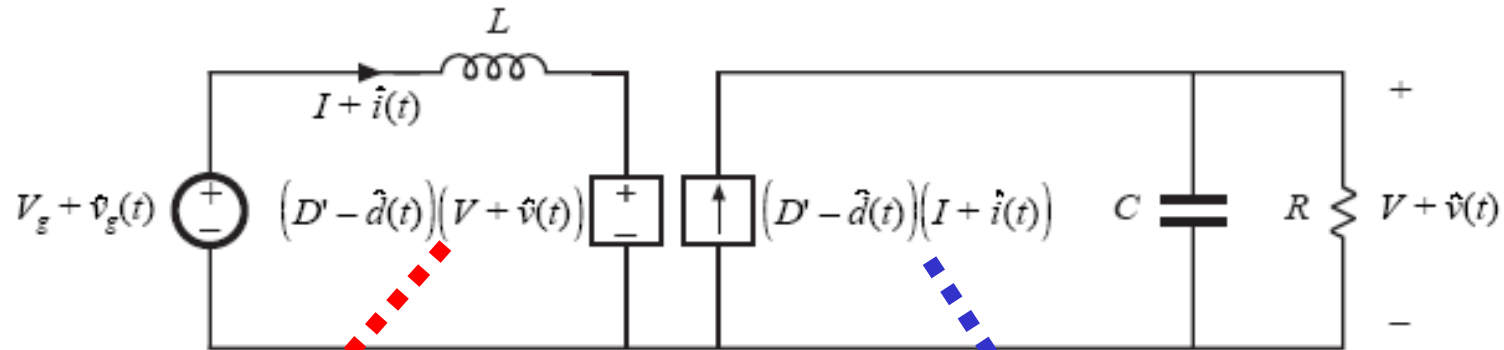 L
I + î(t)
V_g + v̂_g(t)
+
−
(D' − d̂(t))(V + v̂(t))
+
−
(D' − d̂(t))(I + î(t))
C
R
+
V + v̂(t)
−